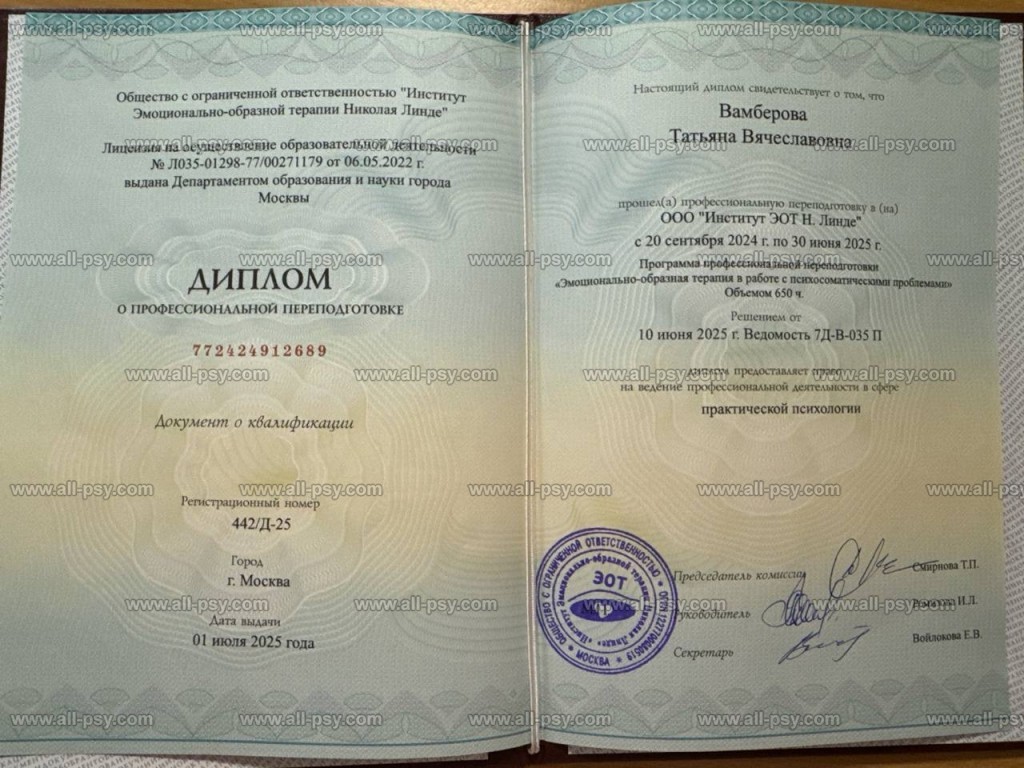 Общество с ограниченной ответственностью "Институт
Эмоционально-образной терапии Николая Линде"
Лицензия на осуществление образовательной деятельности
№ Л035-01298-77/00271179 от 06.05.2022 г.
выдана Департаментом образования и науки города
Москвы
ДИПЛОМ
О ПРОФЕССИОНАЛЬНОЙ ПЕРЕПОДГОТОВКЕ
772424912689
Документ о квалификации
Регистрационный номер
442/Д-25
Город
г. Москва
Дата выдачи
01 июля 2025 года
Настоящий диплом свидетельствует о том, что
Вамберова
Татьяна Вячеславовна
прошел(а) профессиональную переподготовку в (на)
ООО "Институт ЭОТ Н. Линде"
с 20 сентября 2024 г. по 30 июня 2025 г.
Программа профессиональной переподготовки
«Эмоционально-образная терапия в работе с психосоматическими проблемами»
Объемом 650 ч.
Решением от
10 июня 2025 г. Ведомость 7Д-В-035 П
диплом предоставляет право
на ведение профессиональной деятельности в сфере
практической психологии
Председатель комиссии
Смирнова Т.П.
Руководитель
И.Л.
Секретарь
Войлокова Е.В.
ОБЩЕСТВО С ОГРАНИЧЕННОЙ ОТВЕТСТВЕННОСТЬЮ
МОСКВА
ЭОТ
www.all-psy.com